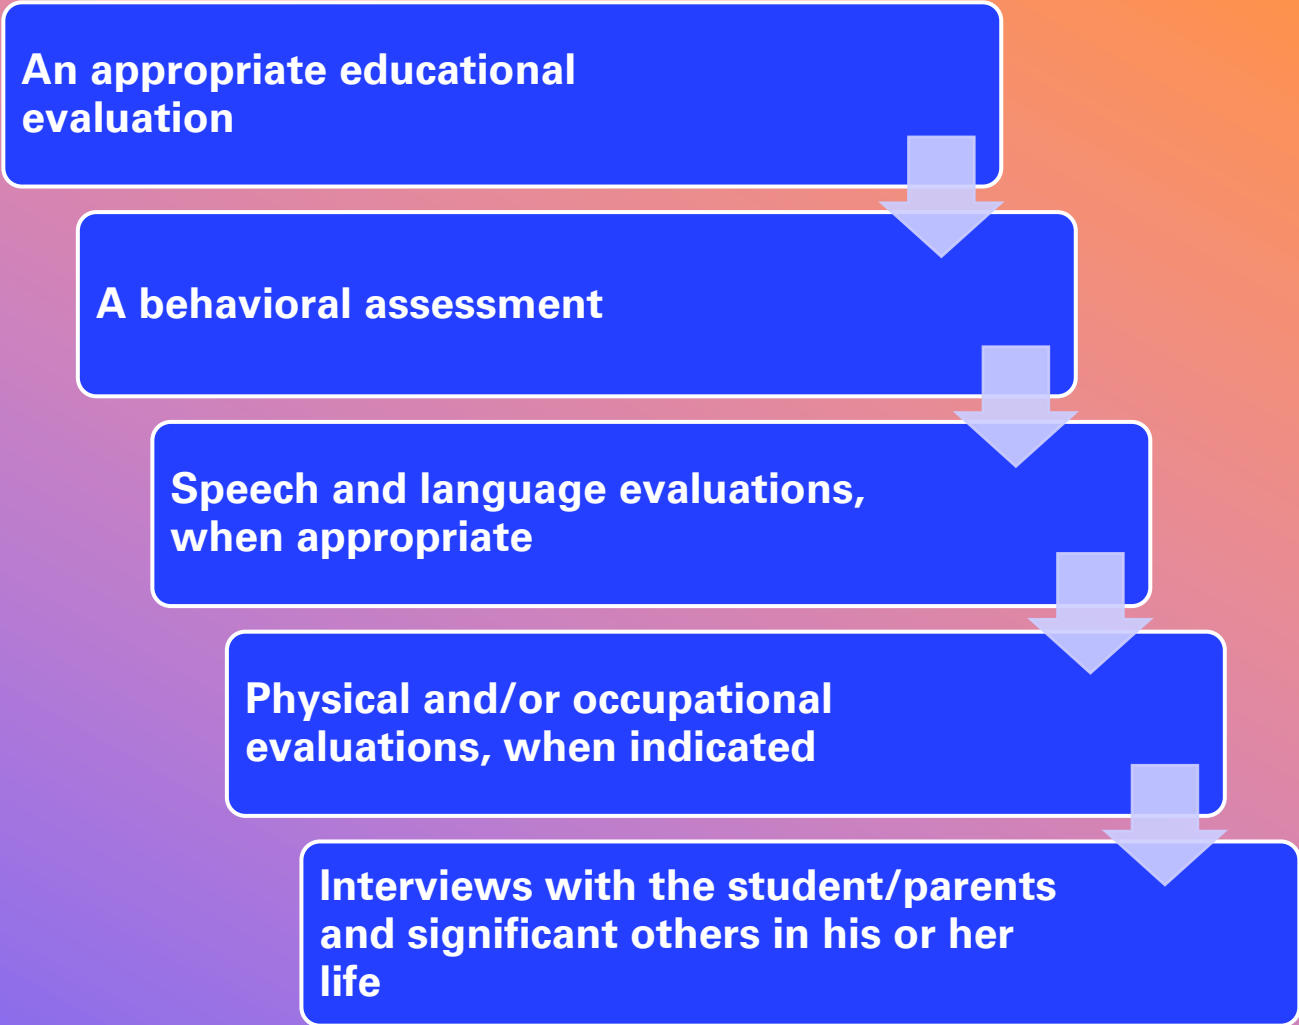 An appropriate educational
evaluation
A behavioral assessment
Speech and language evaluations,
when appropriate
Physical and/or occupational
evaluations, when indicated
Interviews with the student/parents
and significant others in his or her
life